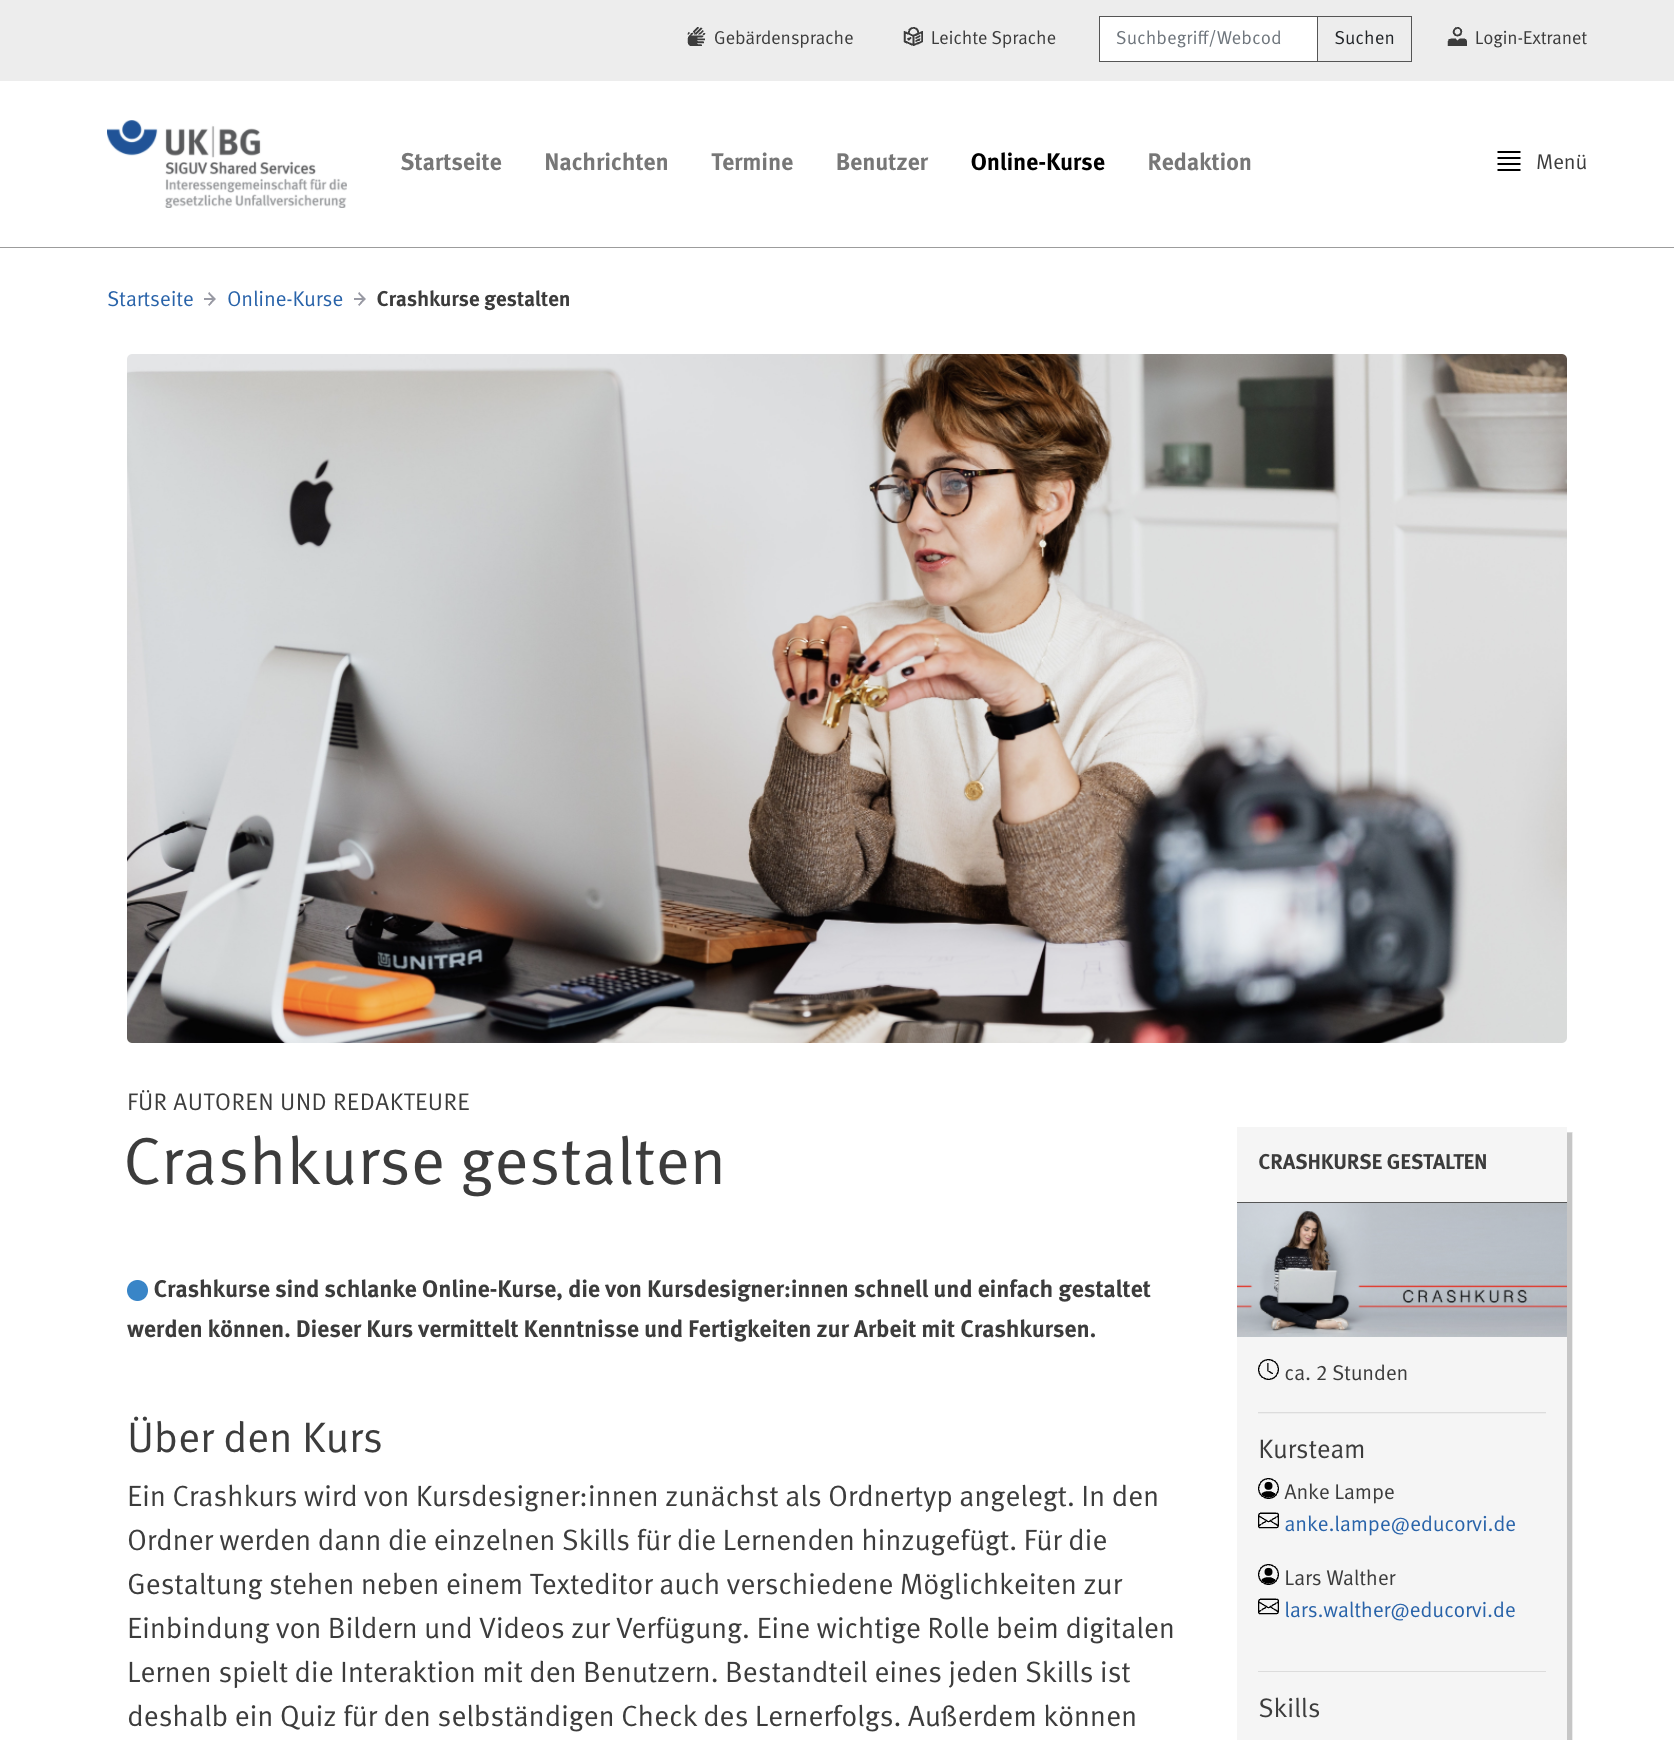 Gebärdensprache
Leichte Sprache
Suchbegriff/Webcod
Suchen
Login-Extranet
UK|BG
SIGUV Shared Services
Interessengemeinschaft für die
gesetzliche Unfallversicherung
Startseite
Nachrichten
Termine
Benutzer
Online-Kurse
Redaktion
Menü
Startseite → Online-Kurse → Crashkurse gestalten
UNITRA
FÜR AUTOREN UND REDAKTEURE
Crashkurse gestalten
Crashkurse sind schlanke Online-Kurse, die von Kursdesigner:innen schnell und einfach gestaltet
werden können. Dieser Kurs vermittelt Kenntnisse und Fertigkeiten zur Arbeit mit Crashkursen.
Über den Kurs
Ein Crashkurs wird von Kursdesigner:innen zunächst als Ordnertyp angelegt. In den
Ordner werden dann die einzelnen Skills für die Lernenden hinzugefügt. Für die
Gestaltung stehen neben einem Texteditor auch verschiedene Möglichkeiten zur
Einbindung von Bildern und Videos zur Verfügung. Eine wichtige Rolle beim digitalen
Lernen spielt die Interaktion mit den Benutzern. Bestandteil eines jeden Skills ist
deshalb ein Quiz für den selbständigen Check des Lernerfolgs. Außerdem können
CRASHKURSE GESTALTEN
CRASHKURS
ca. 2 Stunden
Kursteam
Anke Lampe
anke.lampe@educorvi.de
Lars Walther
lars.walther@educorvi.de
Skills